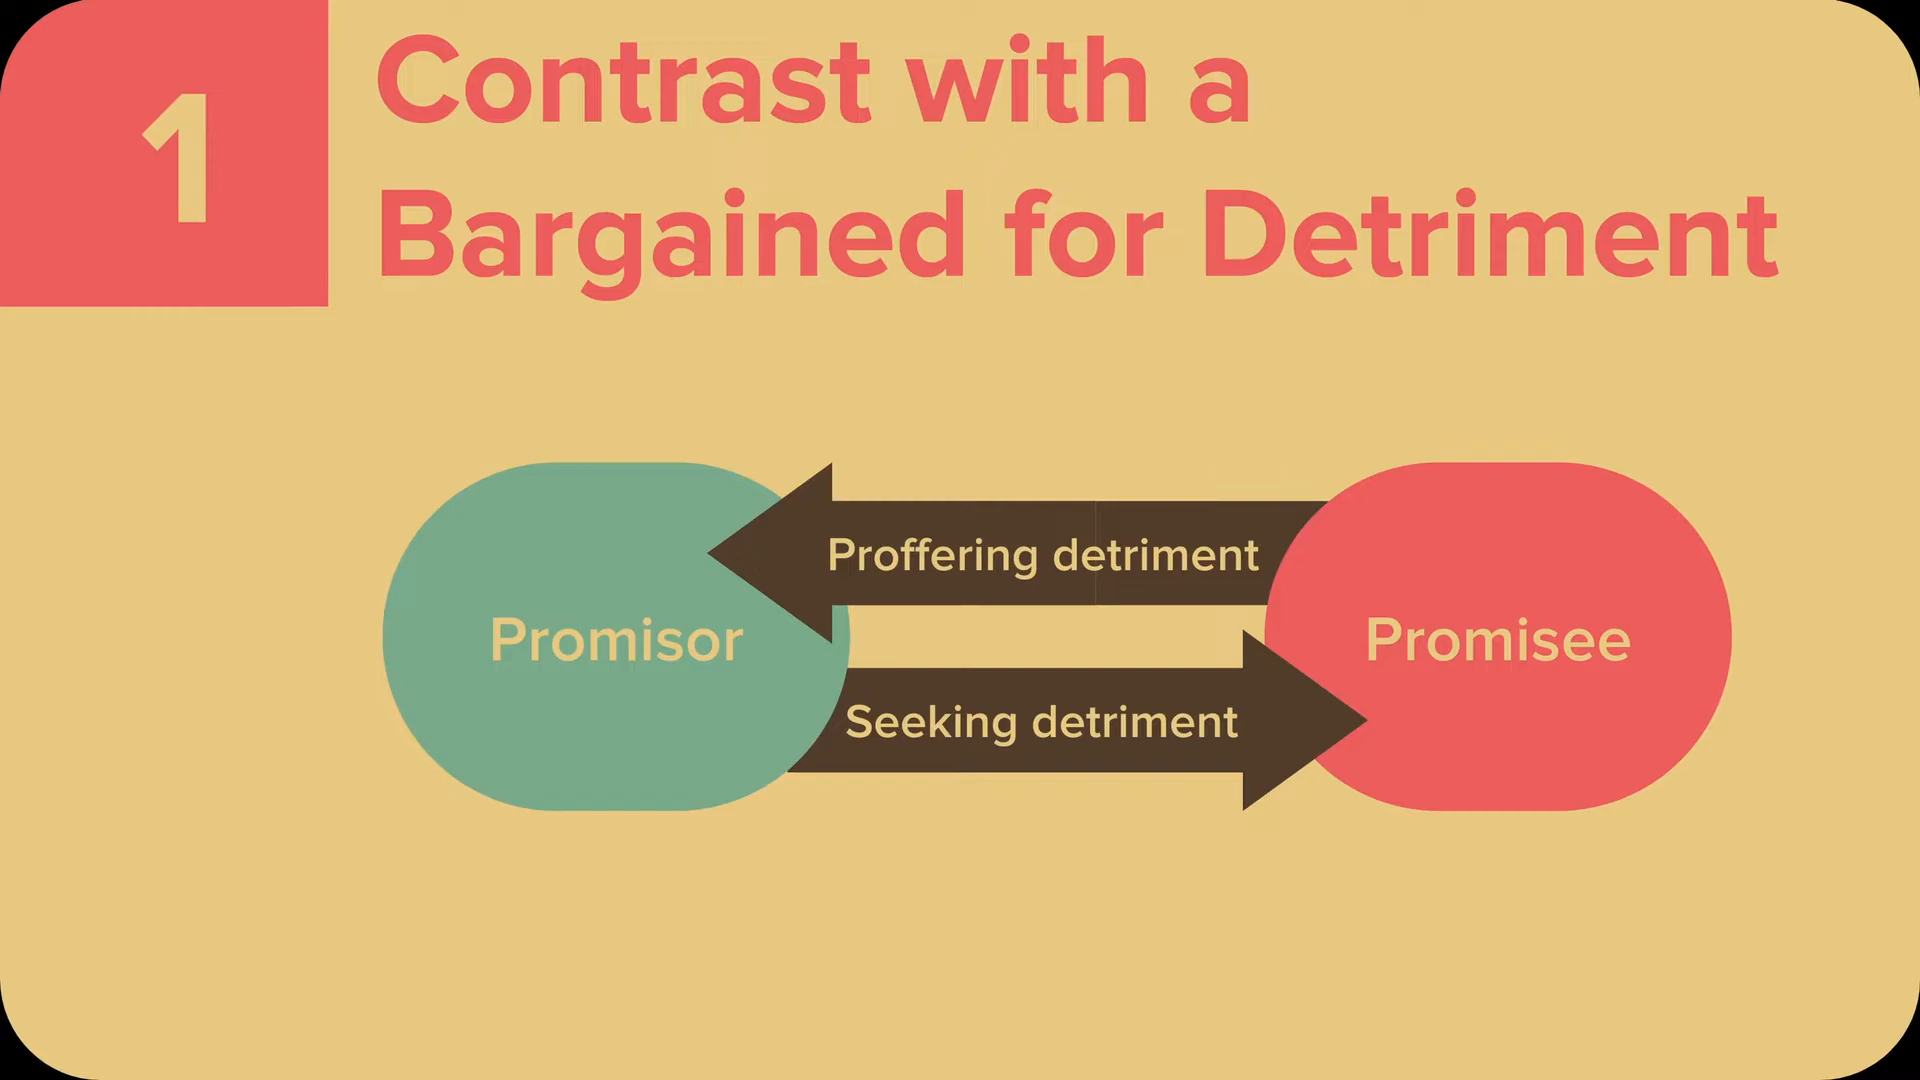 1
Contrast with a
Bargained for Detriment
Proffering detriment
Promisor
Promisee
Seeking detriment